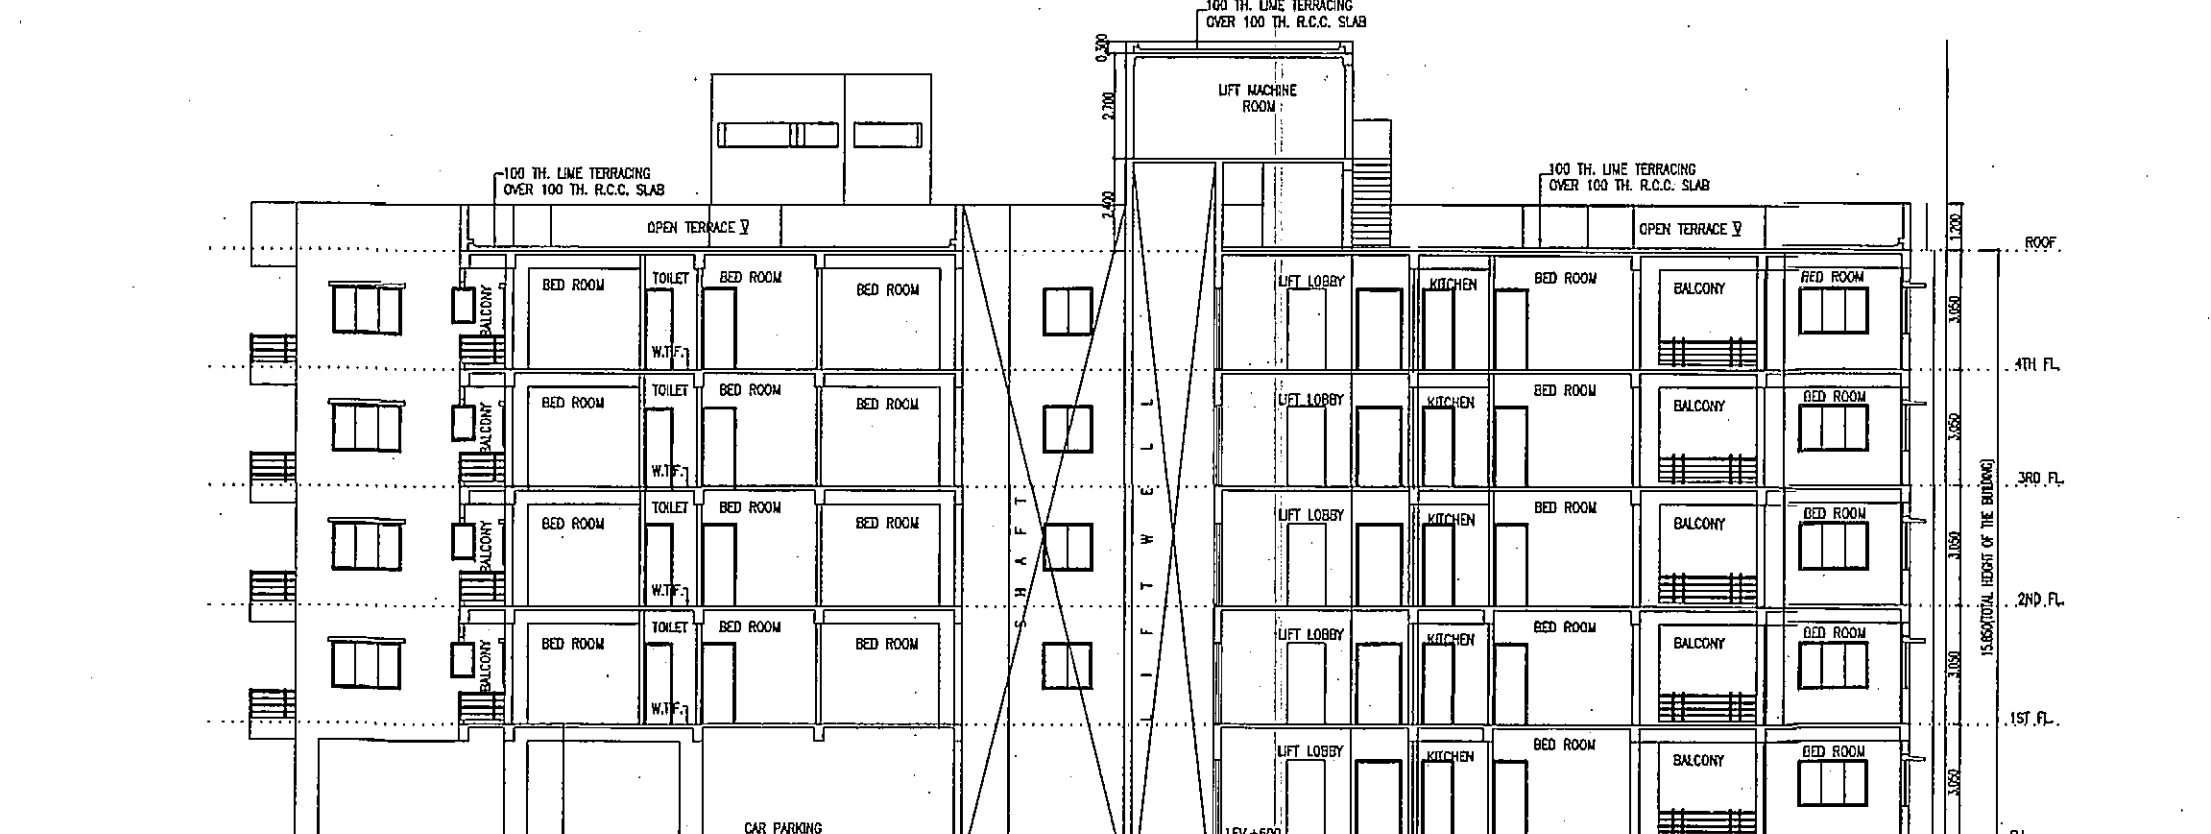 100 TH. LIME TERRACING
OVER 100 TH. R.C.C. SLAB
0.300
LIFT MACHINE
ROOM
2.700
100 TH. LIME TERRACING
OVER 100 TH. R.C.C. SLAB
100 TH. LIME TERRACING
OVER 100 TH. R.C.C. SLAB
2.400
OPEN TERRACE
OPEN TERRACE
1.200
ROOF
BALCONY
BED ROOM
TOILET
BED ROOM
BED ROOM
W.T.F.
LIFT LOBBY
KITCHEN
BED ROOM
BALCONY
BED ROOM
3.050
4TH FL.
BALCONY
BED ROOM
TOILET
BED ROOM
BED ROOM
W.T.F.
LIFT LOBBY
KITCHEN
BED ROOM
BALCONY
BED ROOM
3.050
3RD FL.
BALCONY
BED ROOM
TOILET
BED ROOM
BED ROOM
W.T.F.
SHAFT
LIFT WELL
LIFT LOBBY
KITCHEN
BED ROOM
BALCONY
BED ROOM
3.050
15.850(TOTAL HEIGHT OF THE BUILDING)
2ND FL.
BALCONY
BED ROOM
TOILET
BED ROOM
BED ROOM
W.T.F.
LIFT LOBBY
KITCHEN
BED ROOM
BALCONY
BED ROOM
3.050
1ST FL.
LIFT LOBBY
KITCHEN
BED ROOM
BALCONY
BED ROOM
3.050
CAR PARKING
LEV +600